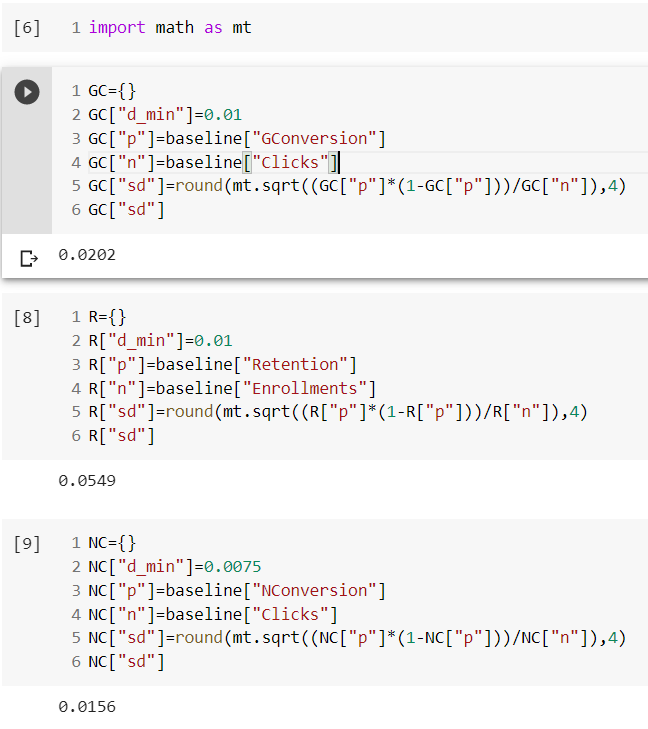 [6] 1 import math as mt
1 GC={}
2 GC["d_min"]=0.01
3 GC["p"]=baseline["GConversion"]
4 GC["n"]=baseline["Clicks"]
5 GC["sd"]=round(mt.sqrt((GC["p"]*(1-GC["p"]))/GC["n"]),4)
6 GC["sd"]
0.0202
[8] 1 R={}
2 R["d_min"]=0.01
3 R["p"]=baseline["Retention"]
4 R["n"]=baseline["Enrollments"]
5 R["sd"]=round(mt.sqrt((R["p"]*(1-R["p"]))/R["n"]),4)
6 R["sd"]
0.0549
[9] 1 NC={}
2 NC["d_min"]=0.0075
3 NC["p"]=baseline["NConversion"]
4 NC["n"]=baseline["Clicks"]
5 NC["sd"]=round(mt.sqrt((NC["p"]*(1-NC["p"]))/NC["n"]),4)
6 NC["sd"]
0.0156